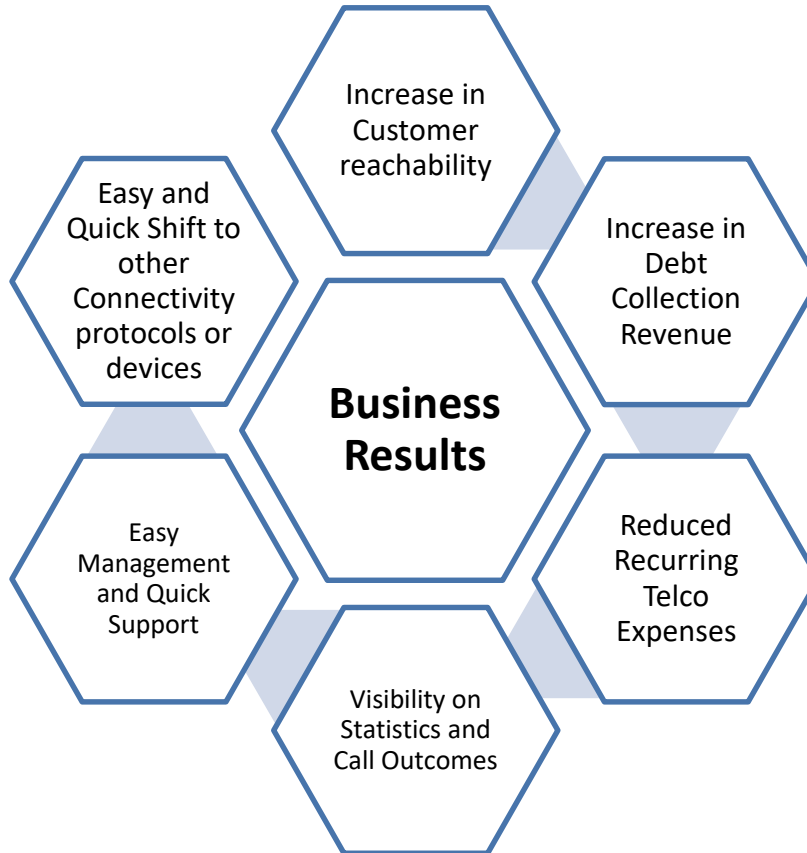 Increase in
Customer
reachability
Increase in
Debt
Collection
Revenue
Reduced
Recurring
Telco
Expenses
Visibility on
Statistics and
Call Outcomes
Easy
Management
and Quick
Support
Easy and
Quick Shift to
other
Connectivity
protocols or
devices
Business
Results